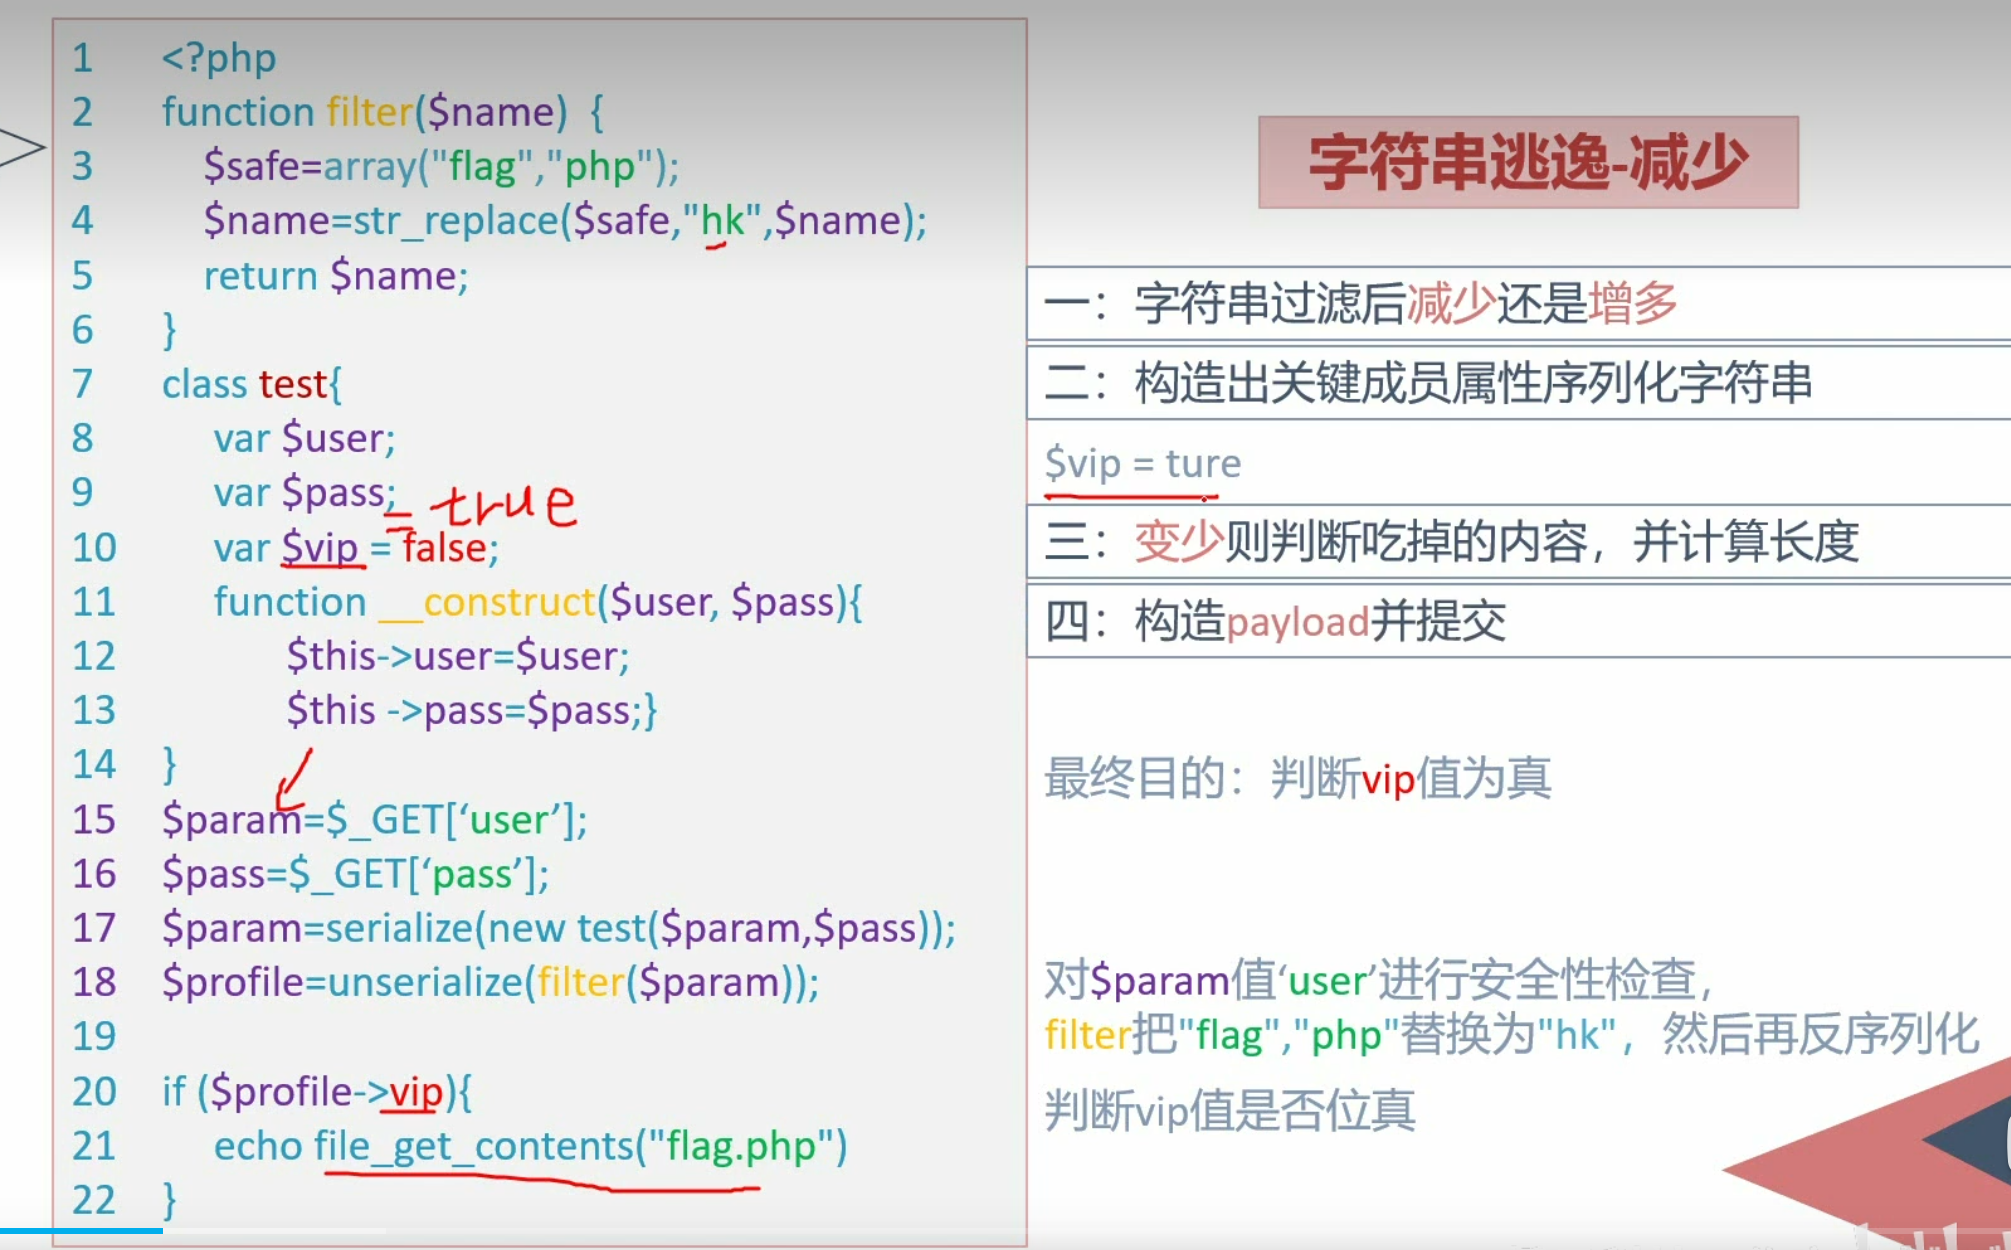 1 <?php
2 function filter($name) {
3 $safe=array("flag","php");
4 $name=str_replace($safe,"hk",$name);
5 return $name;
6 }
7 class test{
8 var $user;
9 var $pass;
= true
10 var $vip = false;
11 function __construct($user, $pass){
12 $this->user=$user;
13 $this ->pass=$pass;}
14 }
15 $param=$_GET[‘user’];
16 $pass=$_GET[‘pass’];
17 $param=serialize(new test($param,$pass));
18 $profile=unserialize(filter($param));
19
20 if ($profile->vip){
21 echo file_get_contents("flag.php")
22 }
字符串逃逸-减少
一：字符串过滤后减少还是增多
二：构造出关键成员属性序列化字符串
$vip = ture
三：变少则判断吃掉的内容，并计算长度
四：构造payload并提交
最终目的：判断vip值为真
对$param值‘user’进行安全性检查，
filter把"flag","php"替换为"hk"，然后再反序列化
判断vip值是否位真